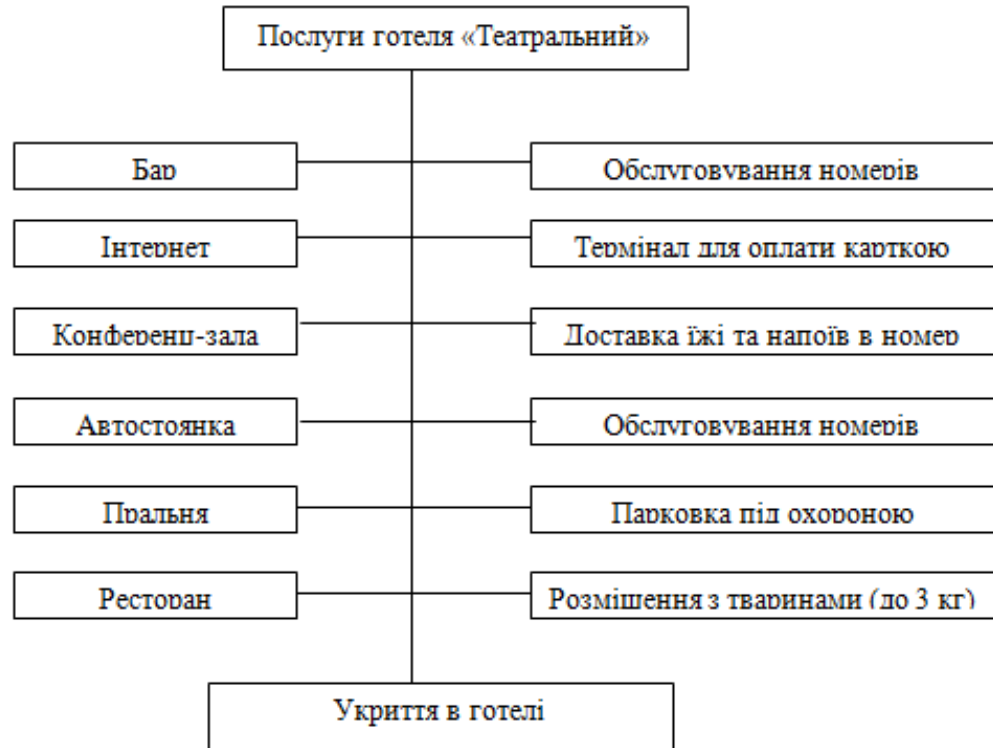 Послуги готеля «Театральний»
Бар
Обслуговування номерів
Інтернет
Термінал для оплати карткою
Конференц-зала
Доставка їжі та напоїв в номер
Автостоянка
Обслуговування номерів
Пральня
Парковка під охороною
Ресторан
Розміщення з тваринами (до 3 кг)
Укриття в готелі